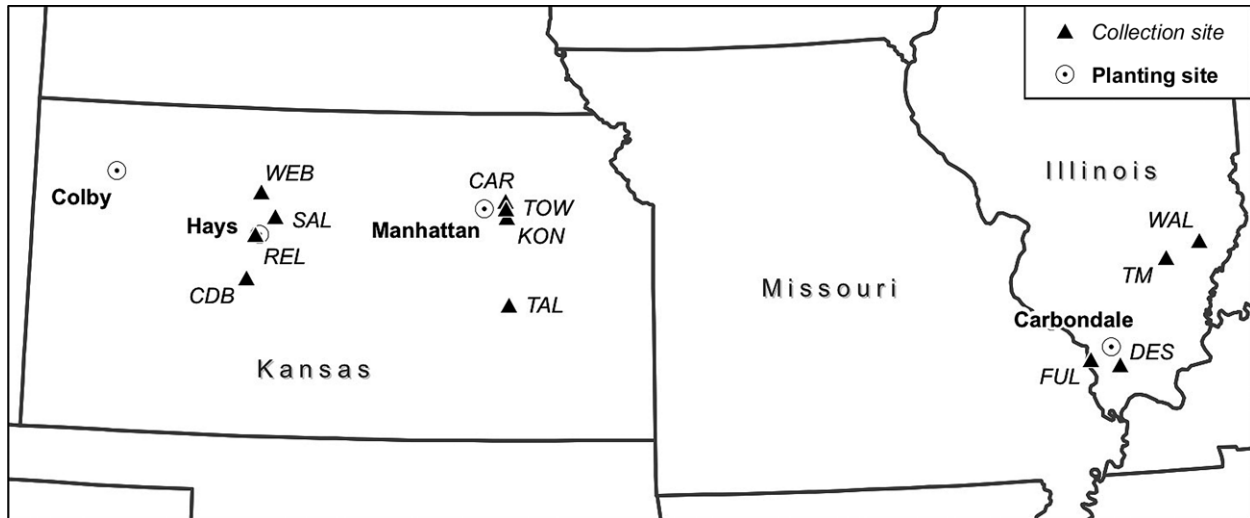 Collection site
Planting site
Illinois
Colby
WEB
CAR
Hays
SAL
Manhattan
TOW
KON
WAL
REL
TM
CDB
Missouri
TAL
Carbondale
Kansas
FUL
DES